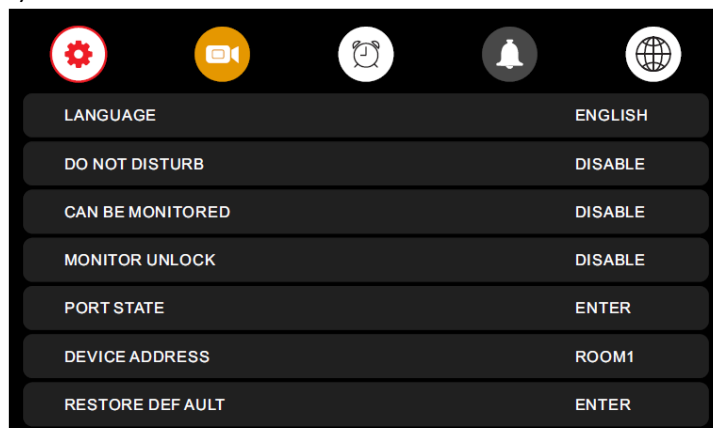 LANGUAGE ENGLISH
DO NOT DISTURB DISABLE
CAN BE MONITORED DISABLE
MONITOR UNLOCK DISABLE
PORT STATE ENTER
DEVICE ADDRESS ROOM1
RESTORE DEF AULT ENTER